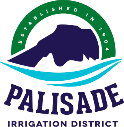 ESTABLISHED IN 1904
PALISADE
IRRIGATION DISTRICT